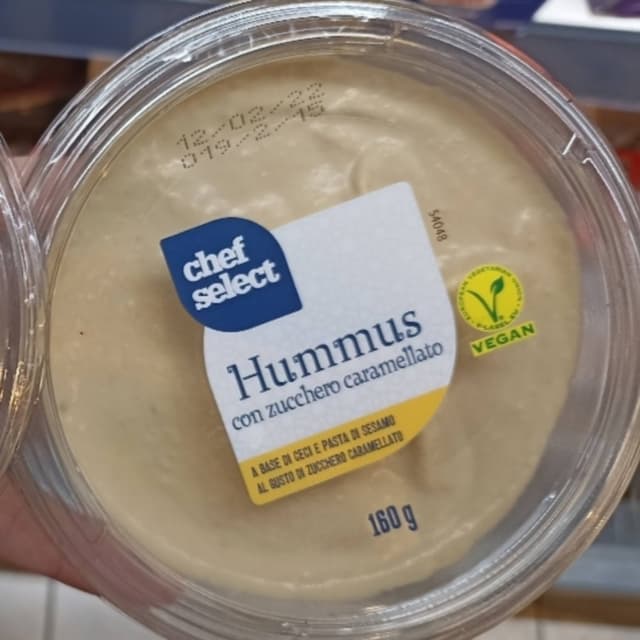 12/02/22
019/2/15
54048
chef
select
Hummus
con zucchero caramellato
A BASE DI CECI E PASTA DI SESAMO
AL GUSTO DI ZUCCHERO CARAMELLATO
VEGAN
160 g